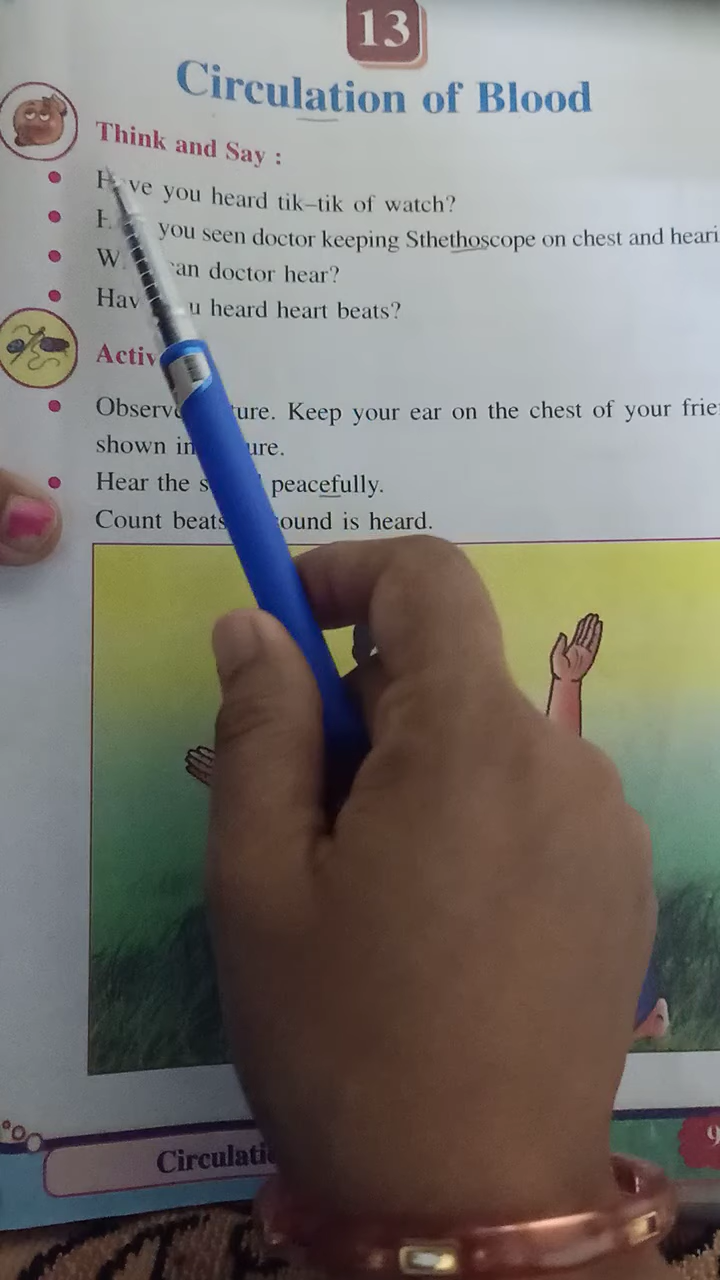 13
Circulation of Blood
Think and Say :
ve you heard tik–tik of watch?
you seen doctor keeping Sthethoscope on chest and heari
an doctor hear?
Hav u heard heart beats?
Activ
Observe ure. Keep your ear on the chest of your frie
shown in ure.
Hear the s peacefully.
Count beats ound is heard.
Circulati
9